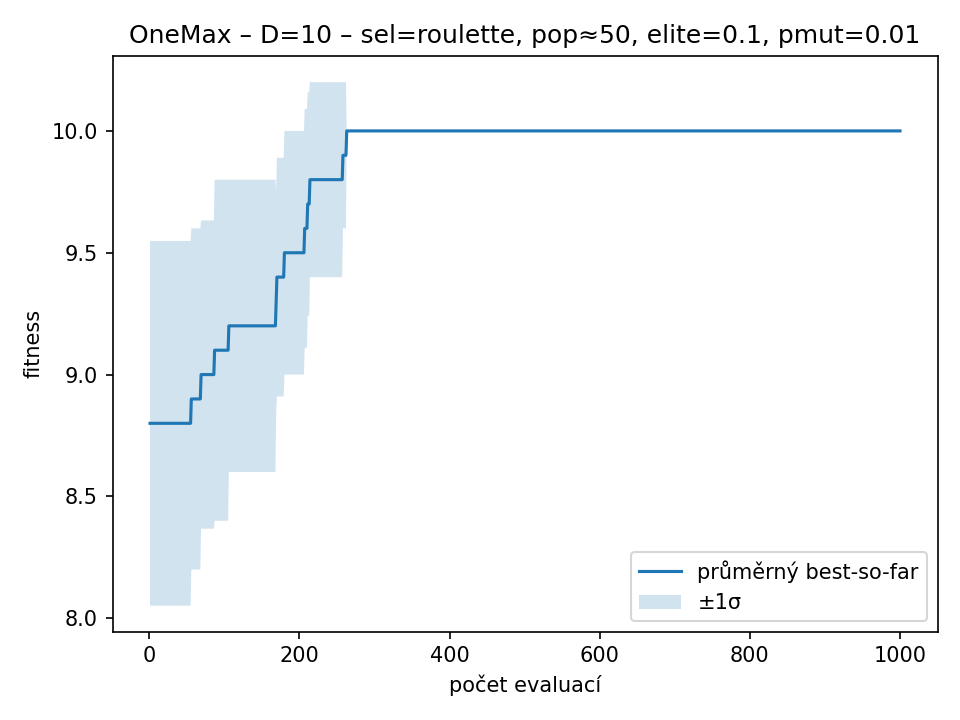 OneMax – D=10 – sel=roulette, pop≈50, elite=0.1, pmut=0.01
fitness
10.0
9.5
9.0
8.5
8.0
0 200 400 600 800 1000
počet evaluací
průměrný best-so-far
±1σ